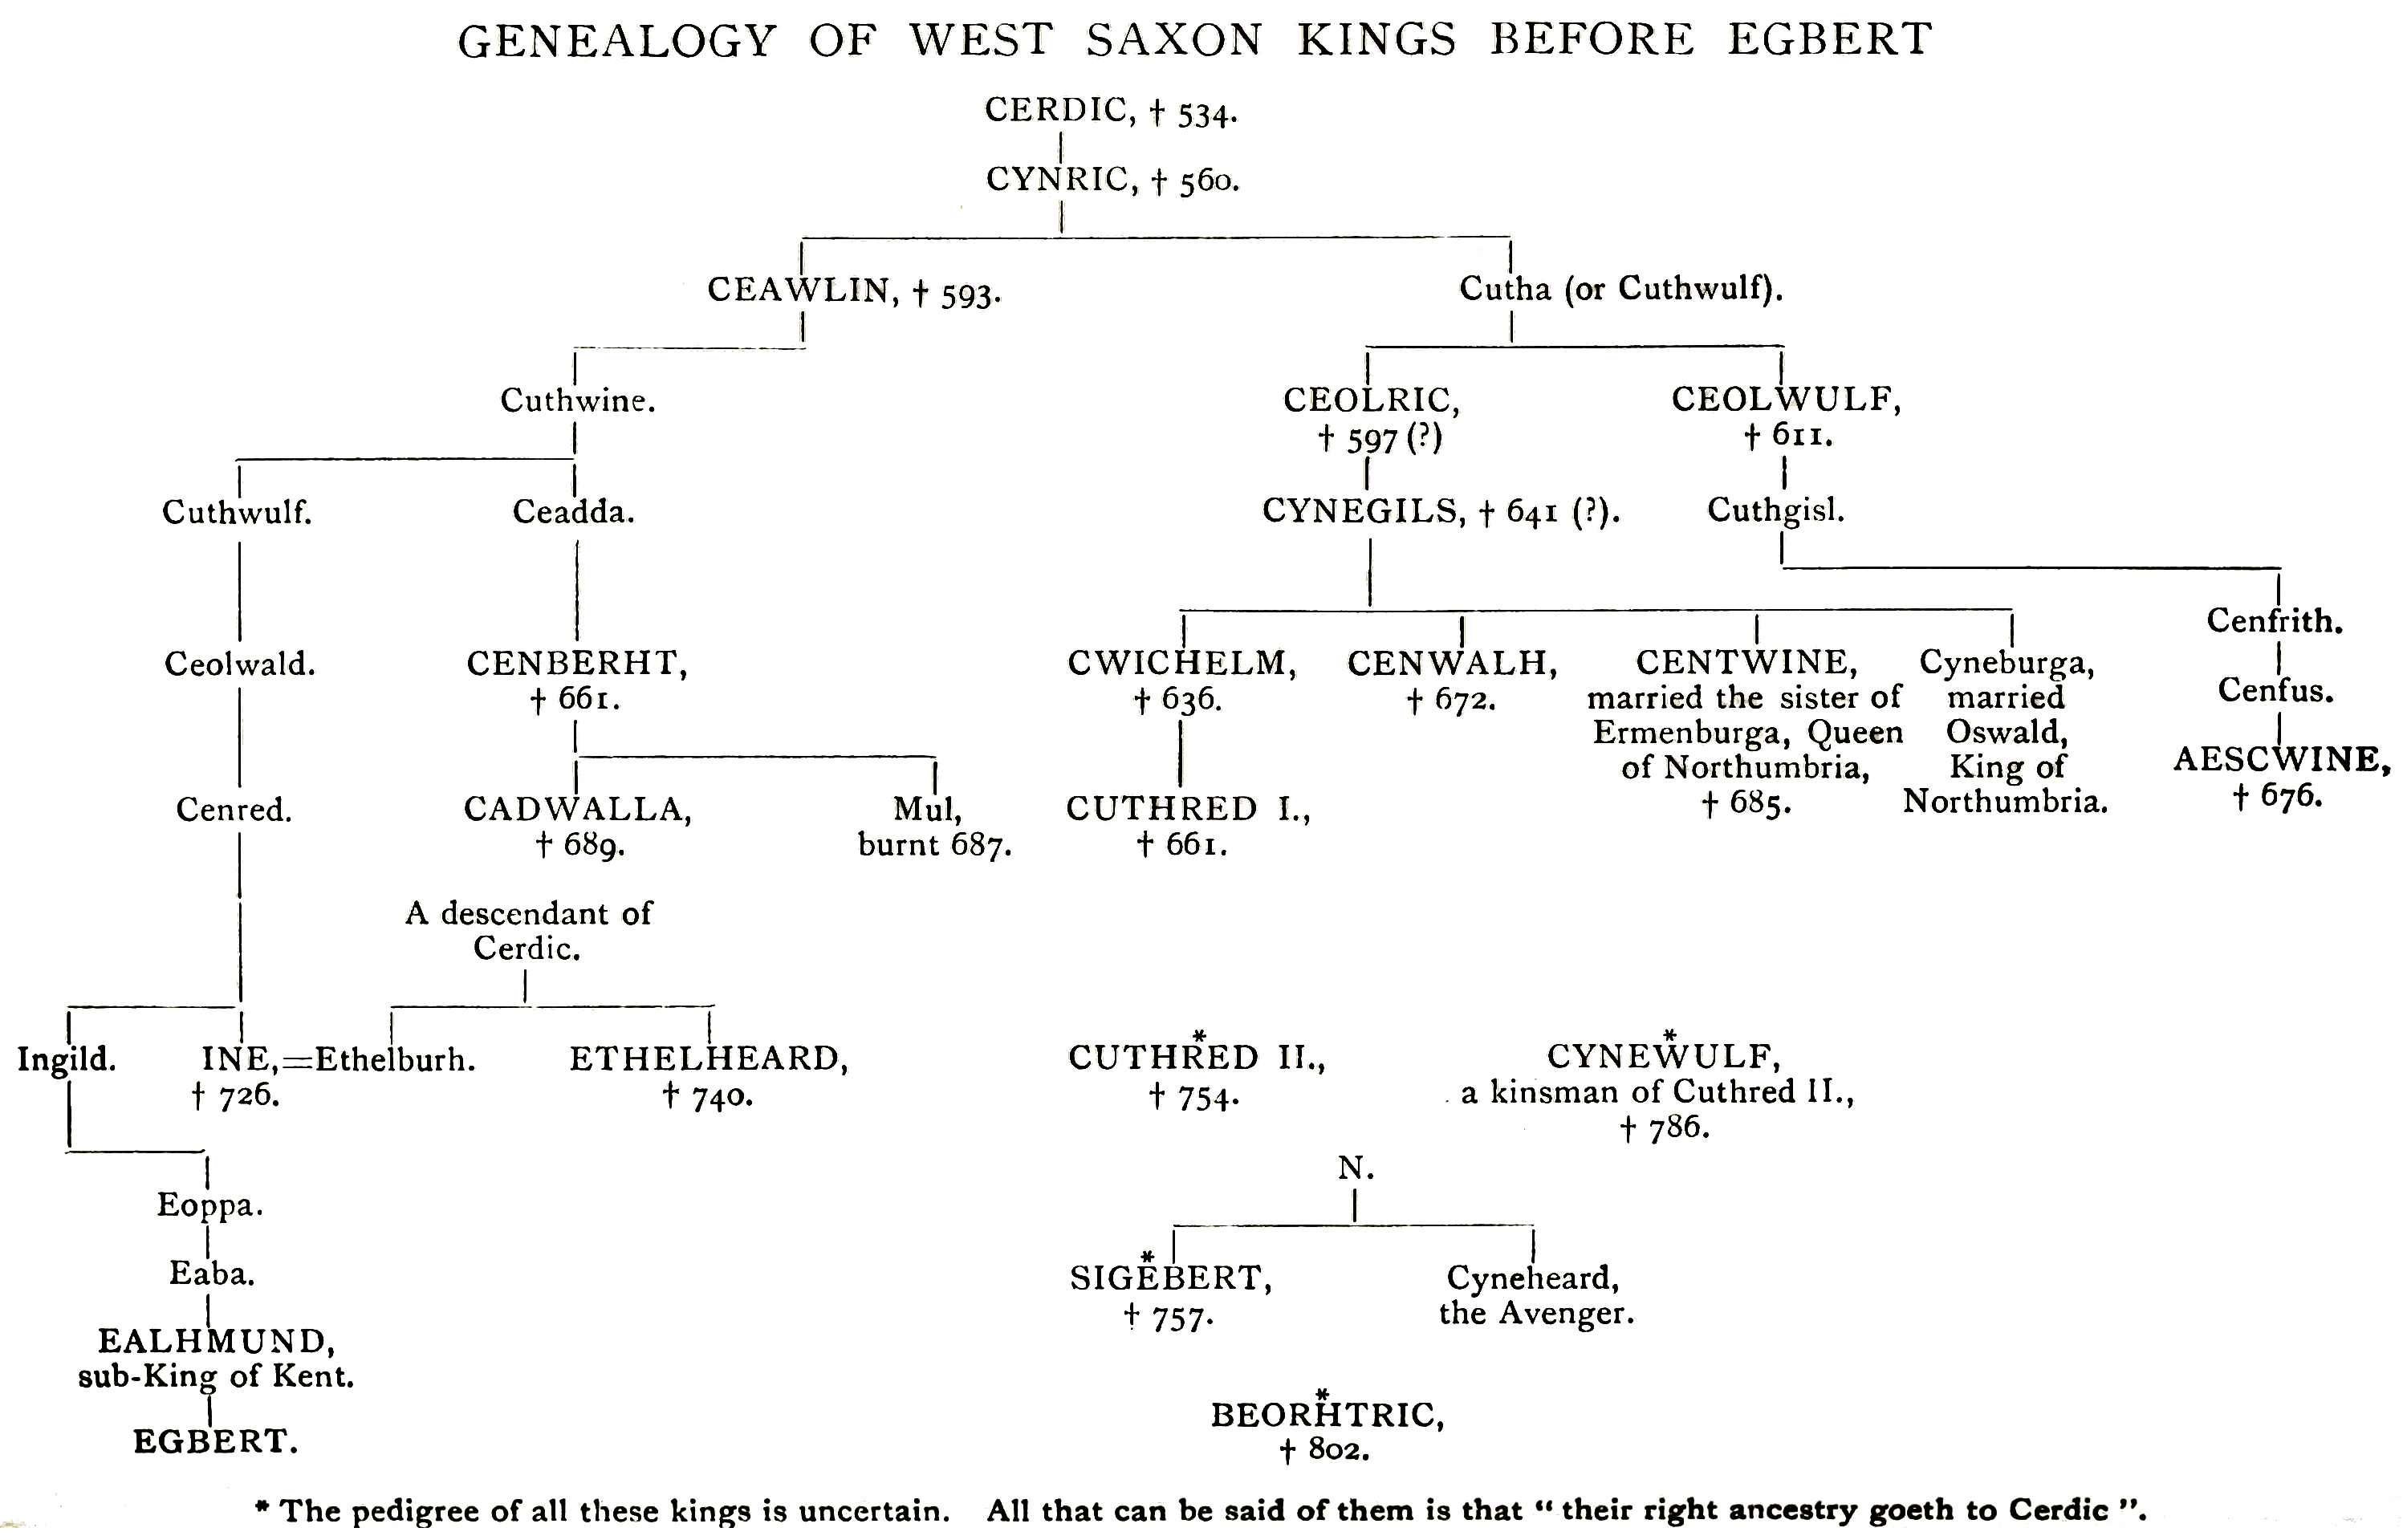 GENEALOGY OF WEST SAXON KINGS BEFORE EGBERT
CERDIC, † 534.
CYNRIC, † 560.
CEAWLIN, † 593.
Cutha (or Cuthwulf).
Cuthwine.
CEOLRIC,
† 597 (?)
CEOLWULF,
† 611.
Cuthwulf.
Ceadda.
CYNEGILS, † 641 (?).
Cuthgisl.
Cenfrith.
Ceolwald.
CENBERHT,
† 661.
CWICHELM,
† 636.
CENWALH,
† 672.
CENTWINE,
married the sister of
Ermenburga, Queen
of Northumbria,
† 685.
Cyneburga,
married
Oswald,
King of
Northumbria.
Cenfus.
AESCWINE,
† 676.
Cenred.
CADWALLA,
† 689.
Mul,
burnt 687.
CUTHRED I.,
† 661.
A descendant of
Cerdic.
Ingild.
INE,=Ethelburh.
† 726.
ETHELHEARD,
† 740.
*
CUTHRED II.,
† 754.
*
CYNEWULF,
a kinsman of Cuthred II.,
† 786.
N.
Eoppa.
Eaba.
*
SIGEBERT,
† 757.
Cyneheard,
the Avenger.
EALHMUND,
sub-King of Kent.
EGBERT.
*
BEORHTRIC,
† 802.
* The pedigree of all these kings is uncertain. All that can be said of them is that “ their right ancestry goeth to Cerdic ”.